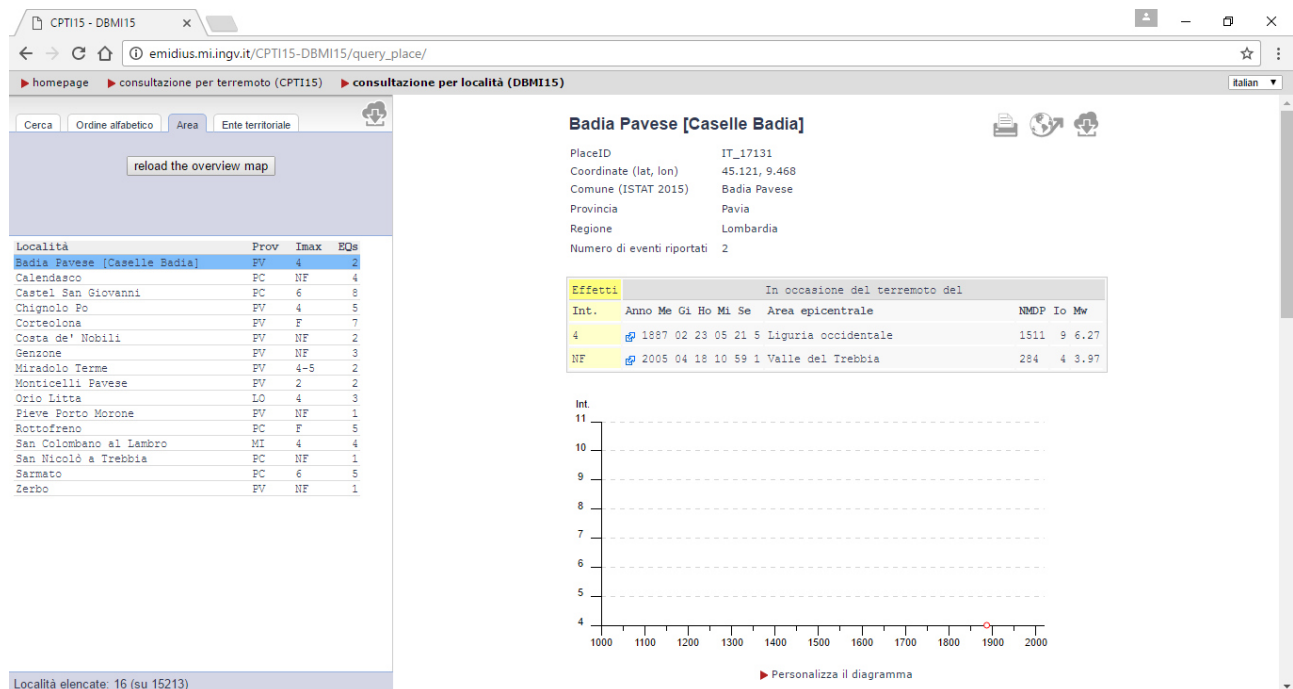 CPTI15 - DBMI15
emidius.mi.ingv.it/CPTI15-DBMI15/query_place/
homepage consultazione per terremoto (CPTI15) consultazione per località (DBMI15) italian
Cerca Ordine alfabetico Area Ente territoriale
reload the overview map
Località Prov Imax EQs
Badia Pavese [Caselle Badia] PV 4 2
Calendasco PC NF 4
Castel San Giovanni PC 6 8
Chignolo Po PV 4 5
Corteolona PV F 7
Costa de' Nobili PV NF 2
Genzone PV NF 3
Miradolo Terme PV 4-5 2
Monticelli Pavese PV 2 2
Orio Litta LO 4 3
Pieve Porto Morone PV NF 1
Rottofreno PC F 5
San Colombano al Lambro MI 4 4
San Nicolò a Trebbia PC NF 1
Sarmato PC 6 5
Zerbo PV NF 1
Località elencate: 16 (su 15213)
Badia Pavese [Caselle Badia]
PlaceID IT_17131
Coordinate (lat, lon) 45.121, 9.468
Comune (ISTAT 2015) Badia Pavese
Provincia Pavia
Regione Lombardia
Numero di eventi riportati 2
Effetti In occasione del terremoto del
Int. Anno Me Gi Ho Mi Se Area epicentrale NMDP Io Mw
4 1887 02 23 05 21 5 Liguria occidentale 1511 9 6.27
NF 2005 04 18 10 59 1 Valle del Trebbia 284 4 3.97
Int.
11
10
9
8
7
6
5
4
1000 1100 1200 1300 1400 1500 1600 1700 1800 1900 2000
Personalizza il diagramma